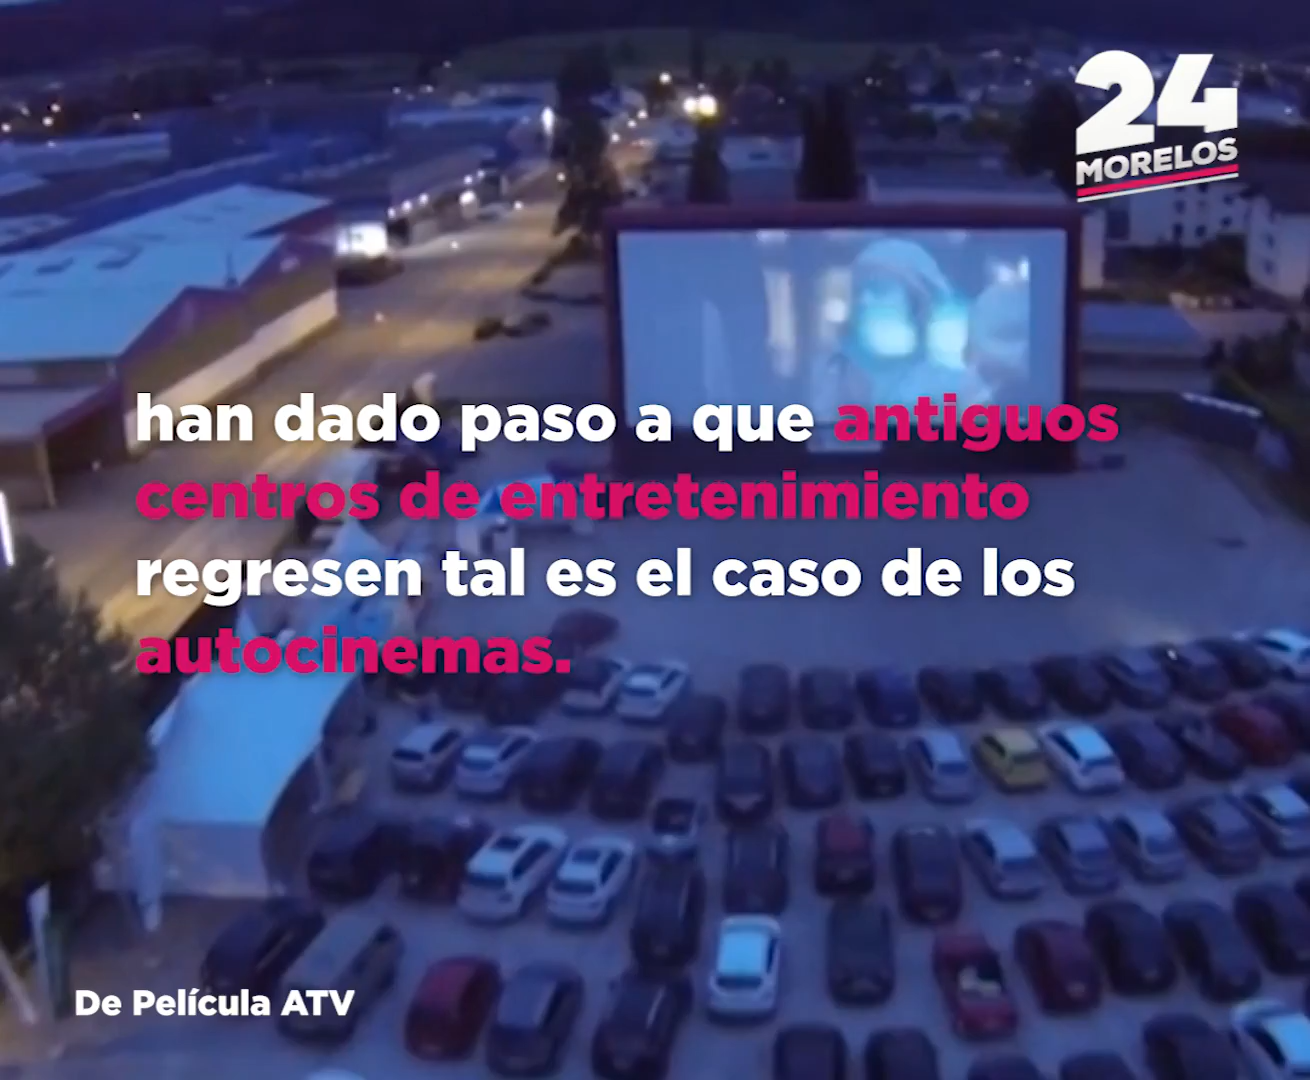 24
MORELOS
han dado paso a que antiguos
centros de entretenimiento
regresen tal es el caso de los
autocinemas.
De Película ATV